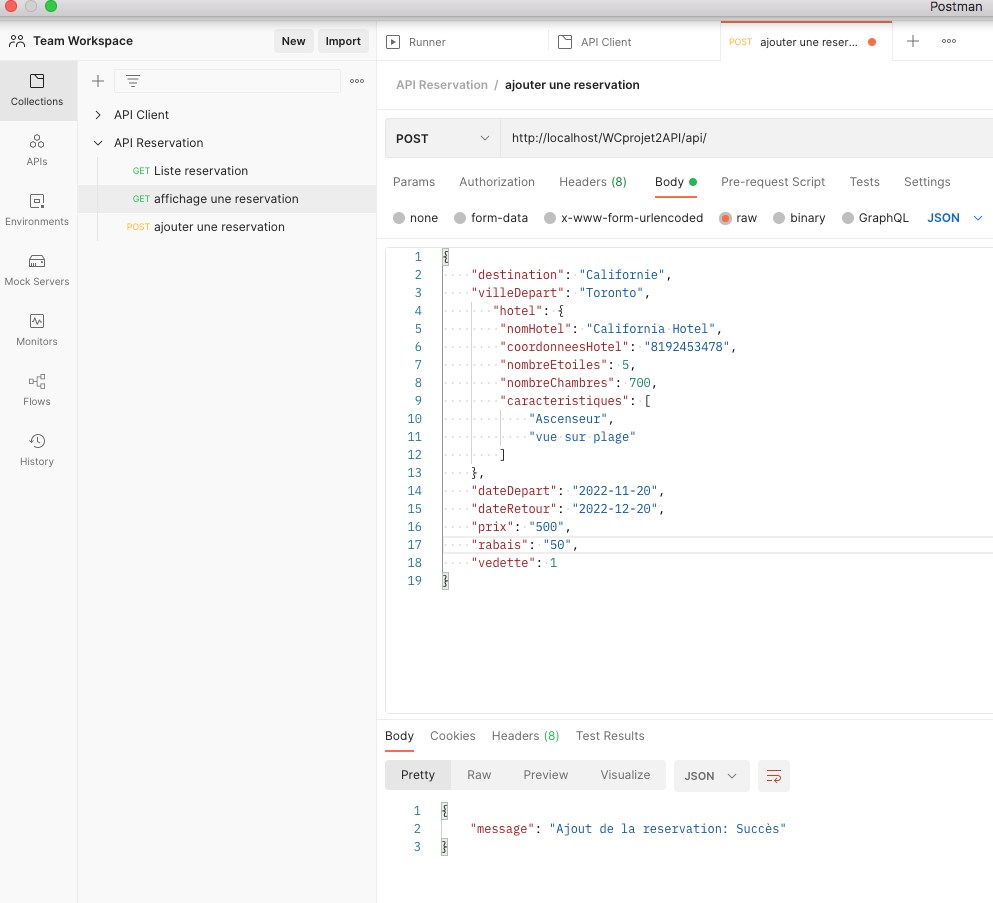 Postman
Team Workspace
New
Import
Runner
API Client
POST ajouter une reser...
Collections
APIs
Environments
Mock Servers
Monitors
Flows
History
API Client
API Reservation
GET Liste reservation
GET affichage une reservation
POST ajouter une reservation
API Reservation / ajouter une reservation
POST
http://localhost/WCprojet2API/api/
Params Authorization Headers (8) Body Pre-request Script Tests Settings
none form-data x-www-form-urlencoded raw binary GraphQL JSON
1 {
2 "destination": "Californie",
3 "villeDepart": "Toronto",
4 "hotel": {
5 "nomHotel": "California Hotel",
6 "coordonneesHotel": "8192453478",
7 "nombreEtoiles": 5,
8 "nombreChambres": 700,
9 "caracteristiques": [
10 "Ascenseur",
11 "vue sur plage"
12 ]
13 },
14 "dateDepart": "2022-11-20",
15 "dateRetour": "2022-12-20",
16 "prix": "500",
17 "rabais": "50",
18 "vedette": 1
19 }
Body Cookies Headers (8) Test Results
Pretty Raw Preview Visualize JSON
1 {
2 "message": "Ajout de la reservation: Succès"
3 }